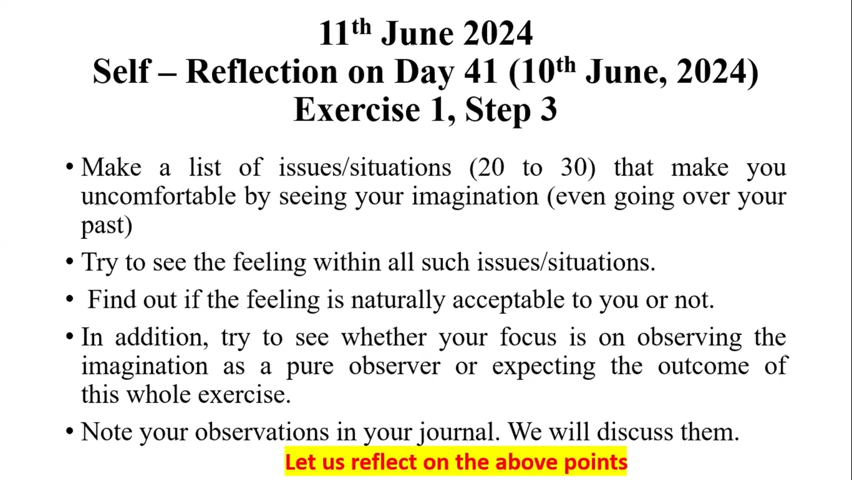 11th June 2024
Self – Reflection on Day 41 (10th June, 2024)
Exercise 1, Step 3
• Make a list of issues/situations (20 to 30) that make you
uncomfortable by seeing your imagination (even going over your
past)
• Try to see the feeling within all such issues/situations.
• Find out if the feeling is naturally acceptable to you or not.
• In addition, try to see whether your focus is on observing the
imagination as a pure observer or expecting the outcome of
this whole exercise.
• Note your observations in your journal. We will discuss them.
Let us reflect on the above points